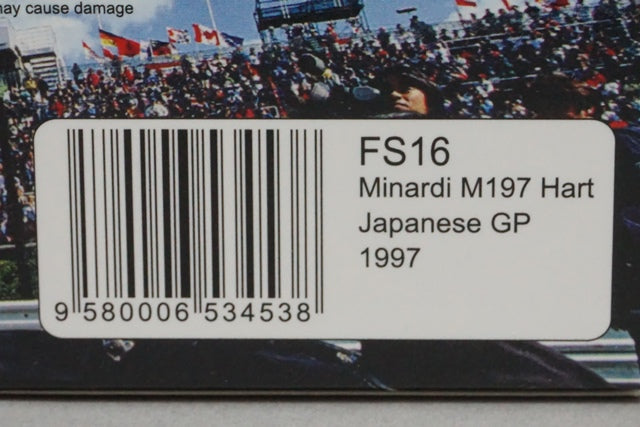 may cause damage
FS16
Minardi M197 Hart
Japanese GP
1997
9 580006 534538